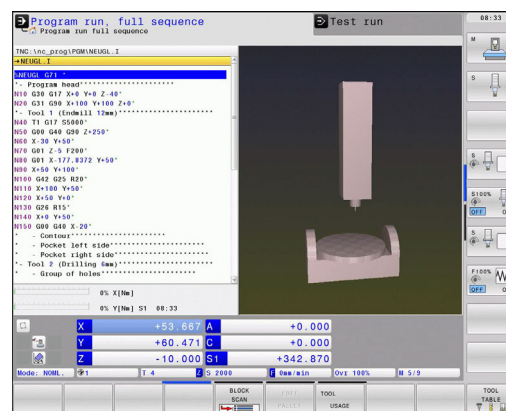 Program run, full sequence
Program run full sequence
Test run
08:33
TNC:\nc_prog\PGM\NEUGL.I
→NEUGL.I
%NEUGL G71 *
*- Program head*
N10 G30 G17 X+0 Y+0 Z-40*
N20 G31 G90 X+100 Y+100 Z+0*
*- Tool 1 (Endmill 12mm)
N40 T1 G17 S5000*
N50 G00 G40 G90 Z+250*
N60 X-30 Y+50*
N70 G01 Z-5 F200*
N80 G01 X-177.8372 Y+50*
N90 X+50 Y+100*
N100 G42 G25 R20*
N110 X+100 Y+50*
N120 X+50 Y+0*
N130 G26 R15*
N140 X+0 Y+50*
N150 G00 G40 X-20*
* - Contour
* - Pocket left side
* - Pocket right side
*- Tool 2 (Drilling 6mm)
* - Group of holes
0% X[Nm]
0% Y[Nm] S1 08:33
X +53.667 A +0.000
Y +60.471 C +0.000
Z -10.000 S1 +342.870
Mode: NOML. 1 T 4 Z S 2000 F 0mm/min Ovr 100% M 5/9
M
S
S
S100%
OFF
S
F100%
OFF
BLOCK SCAN
TOOL USAGE
TOOL TABLE